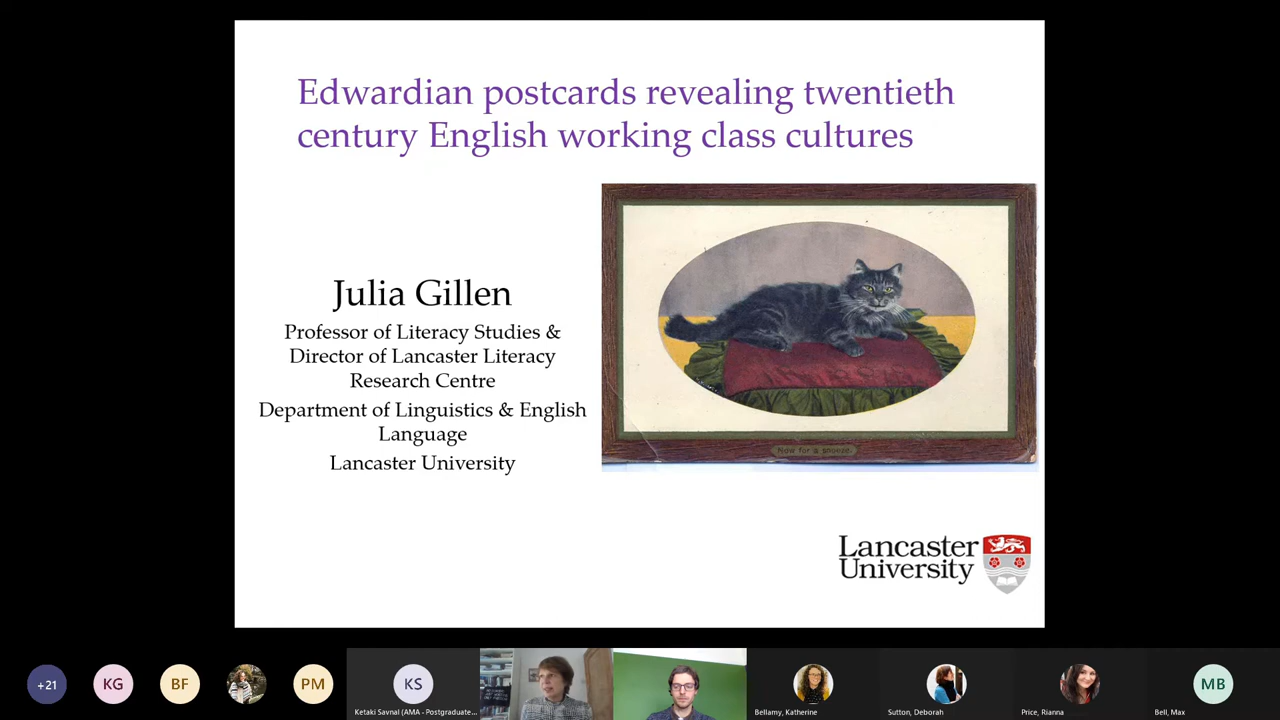 Edwardian postcards revealing twentieth
century English working class cultures
Julia Gillen
Professor of Literacy Studies &
Director of Lancaster Literacy
Research Centre
Department of Linguistics & English
Language
Lancaster University
Now for a snooze.
Lancaster
University
+21
KG
BF
PM
KS
Ketaki Savnal (AMA - Postgraduate...
Bellamy, Katherine
Sutton, Deborah
Price, Rianna
MB
Bell, Max